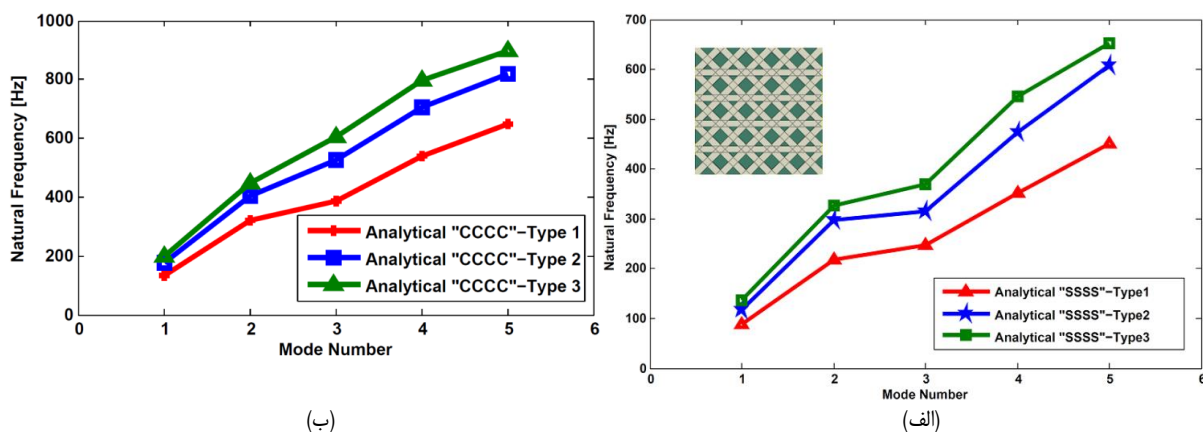 1000
800
600
400
200
0
0 1 2 3 4 5 6
Natural Frequency [Hz]
Mode Number
Analytical "CCCC"−Type 1
Analytical "CCCC"−Type 2
Analytical "CCCC"−Type 3
(ب)
700
600
500
400
300
200
100
0
0 1 2 3 4 5 6
Natural Frequency [Hz]
Mode Number
Analytical "SSSS"−Type1
Analytical "SSSS"−Type2
Analytical "SSSS"−Type3
(الف)